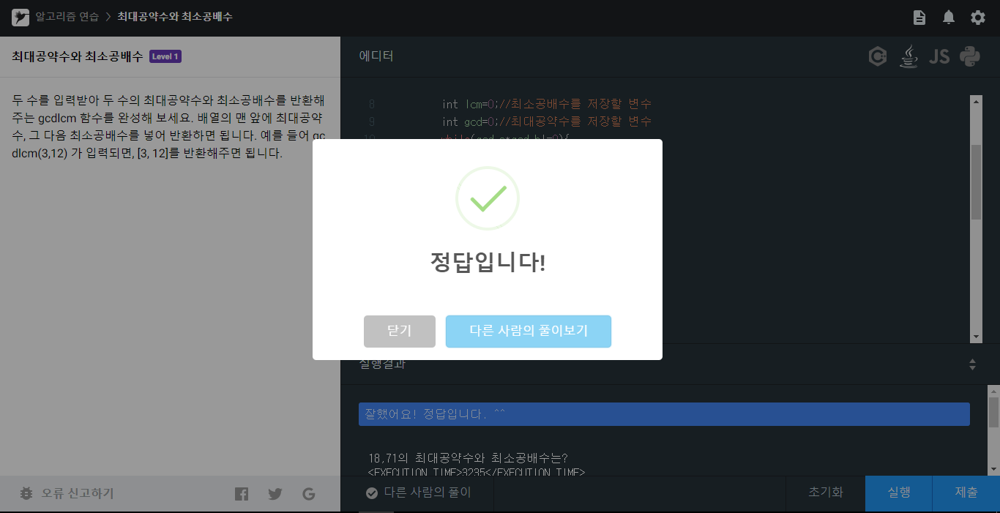 알고리즘 연습 > 최대공약수와 최소공배수
최대공약수와 최소공배수 Level 1
두 수를 입력받아 두 수의 최대공약수와 최소공배수를 반환해
주는 gcdlcm 함수를 완성해 보세요. 배열의 맨 앞에 최대공약
수, 그 다음 최소공배수를 넣어 반환하면 됩니다. 예를 들어 gc
dlcm(3,12) 가 입력되면, [3, 12]를 반환해주면 됩니다.
에디터
JS
8 int lcm=0;//최소공배수를 저장할 변수
9 int gcd=0;//최대공약수를 저장할 변수
정답입니다!
닫기
다른 사람의 풀이보기
실행결과
잘했어요! 정답입니다. ^^
18,71의 최대공약수와 최소공배수는?
<EXECUTION_TIME>3235</EXECUTION_TIME>
오류 신고하기
다른 사람의 풀이
초기화
실행
제출